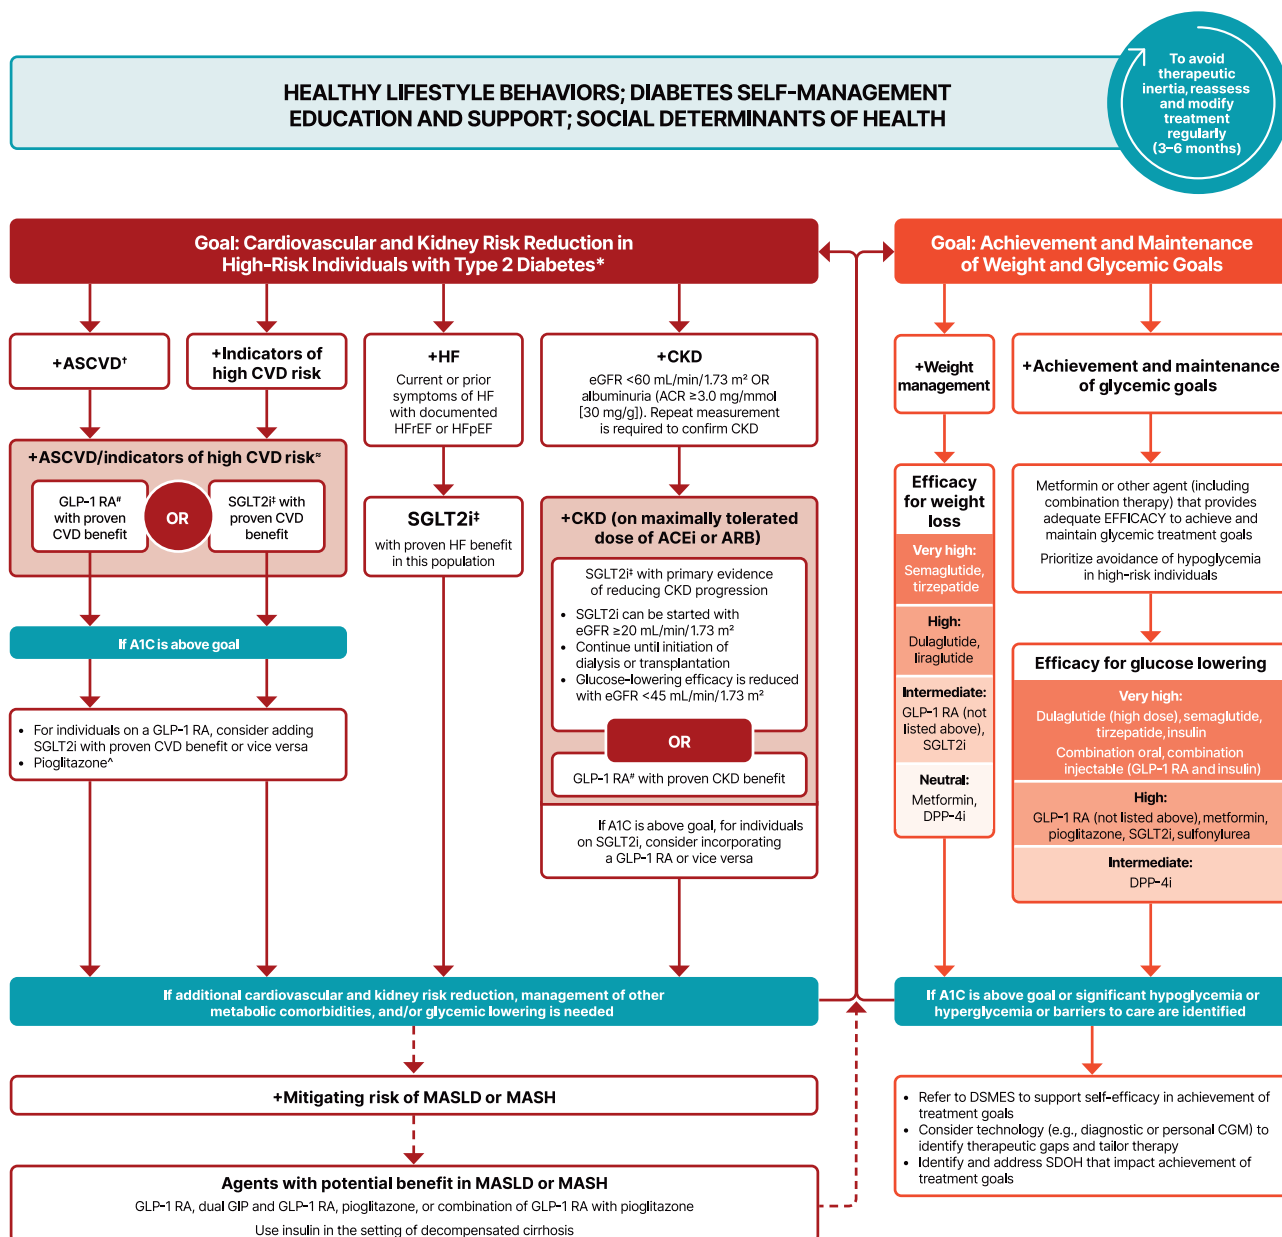 HEALTHY LIFESTYLE BEHAVIORS; DIABETES SELF-MANAGEMENT
EDUCATION AND SUPPORT; SOCIAL DETERMINANTS OF HEALTH
To avoid
therapeutic
inertia, reassess
and modify
treatment
regularly
(3–6 months)
Goal: Cardiovascular and Kidney Risk Reduction in
High-Risk Individuals with Type 2 Diabetes*
+ASCVD†
+Indicators of
high CVD risk
+ASCVD/indicators of high CVD risk≈
GLP-1 RA#
with proven
CVD benefit
OR
SGLT2i‡ with
proven CVD
benefit
If A1C is above goal
• For individuals on a GLP-1 RA, consider adding
SGLT2i with proven CVD benefit or vice versa
• Pioglitazone^
+HF
Current or prior
symptoms of HF
with documented
HFrEF or HFpEF
SGLT2i‡
with proven HF benefit
in this population
+CKD
eGFR <60 mL/min/1.73 m² OR
albuminuria (ACR ≥3.0 mg/mmol
[30 mg/g]). Repeat measurement
is required to confirm CKD
+CKD (on maximally tolerated
dose of ACEi or ARB)
SGLT2i‡ with primary evidence
of reducing CKD progression
• SGLT2i can be started with
eGFR ≥20 mL/min/1.73 m²
• Continue until initiation of
dialysis or transplantation
• Glucose-lowering efficacy is reduced
with eGFR <45 mL/min/1.73 m²
OR
GLP-1 RA# with proven CKD benefit
If A1C is above goal, for individuals
on SGLT2i, consider incorporating
a GLP-1 RA or vice versa
If additional cardiovascular and kidney risk reduction, management of other
metabolic comorbidities, and/or glycemic lowering is needed
+Mitigating risk of MASLD or MASH
Agents with potential benefit in MASLD or MASH
GLP-1 RA, dual GIP and GLP-1 RA, pioglitazone, or combination of GLP-1 RA with pioglitazone
Use insulin in the setting of decompensated cirrhosis
Goal: Achievement and Maintenance
of Weight and Glycemic Goals
+Weight
management
Efficacy
for weight
loss
Very high:
Semaglutide,
tirzepatide
High:
Dulaglutide,
liraglutide
Intermediate:
GLP-1 RA (not
listed above),
SGLT2i
Neutral:
Metformin,
DPP-4i
+Achievement and maintenance
of glycemic goals
Metformin or other agent (including
combination therapy) that provides
adequate EFFICACY to achieve and
maintain glycemic treatment goals
Prioritize avoidance of hypoglycemia
in high-risk individuals
Efficacy for glucose lowering
Very high:
Dulaglutide (high dose), semaglutide,
tirzepatide, insulin
Combination oral, combination
injectable (GLP-1 RA and insulin)
High:
GLP-1 RA (not listed above), metformin,
pioglitazone, SGLT2i, sulfonylurea
Intermediate:
DPP-4i
If A1C is above goal or significant hypoglycemia or
hyperglycemia or barriers to care are identified
• Refer to DSMES to support self-efficacy in achievement of
treatment goals
• Consider technology (e.g., diagnostic or personal CGM) to
identify therapeutic gaps and tailor therapy
• Identify and address SDOH that impact achievement of
treatment goals